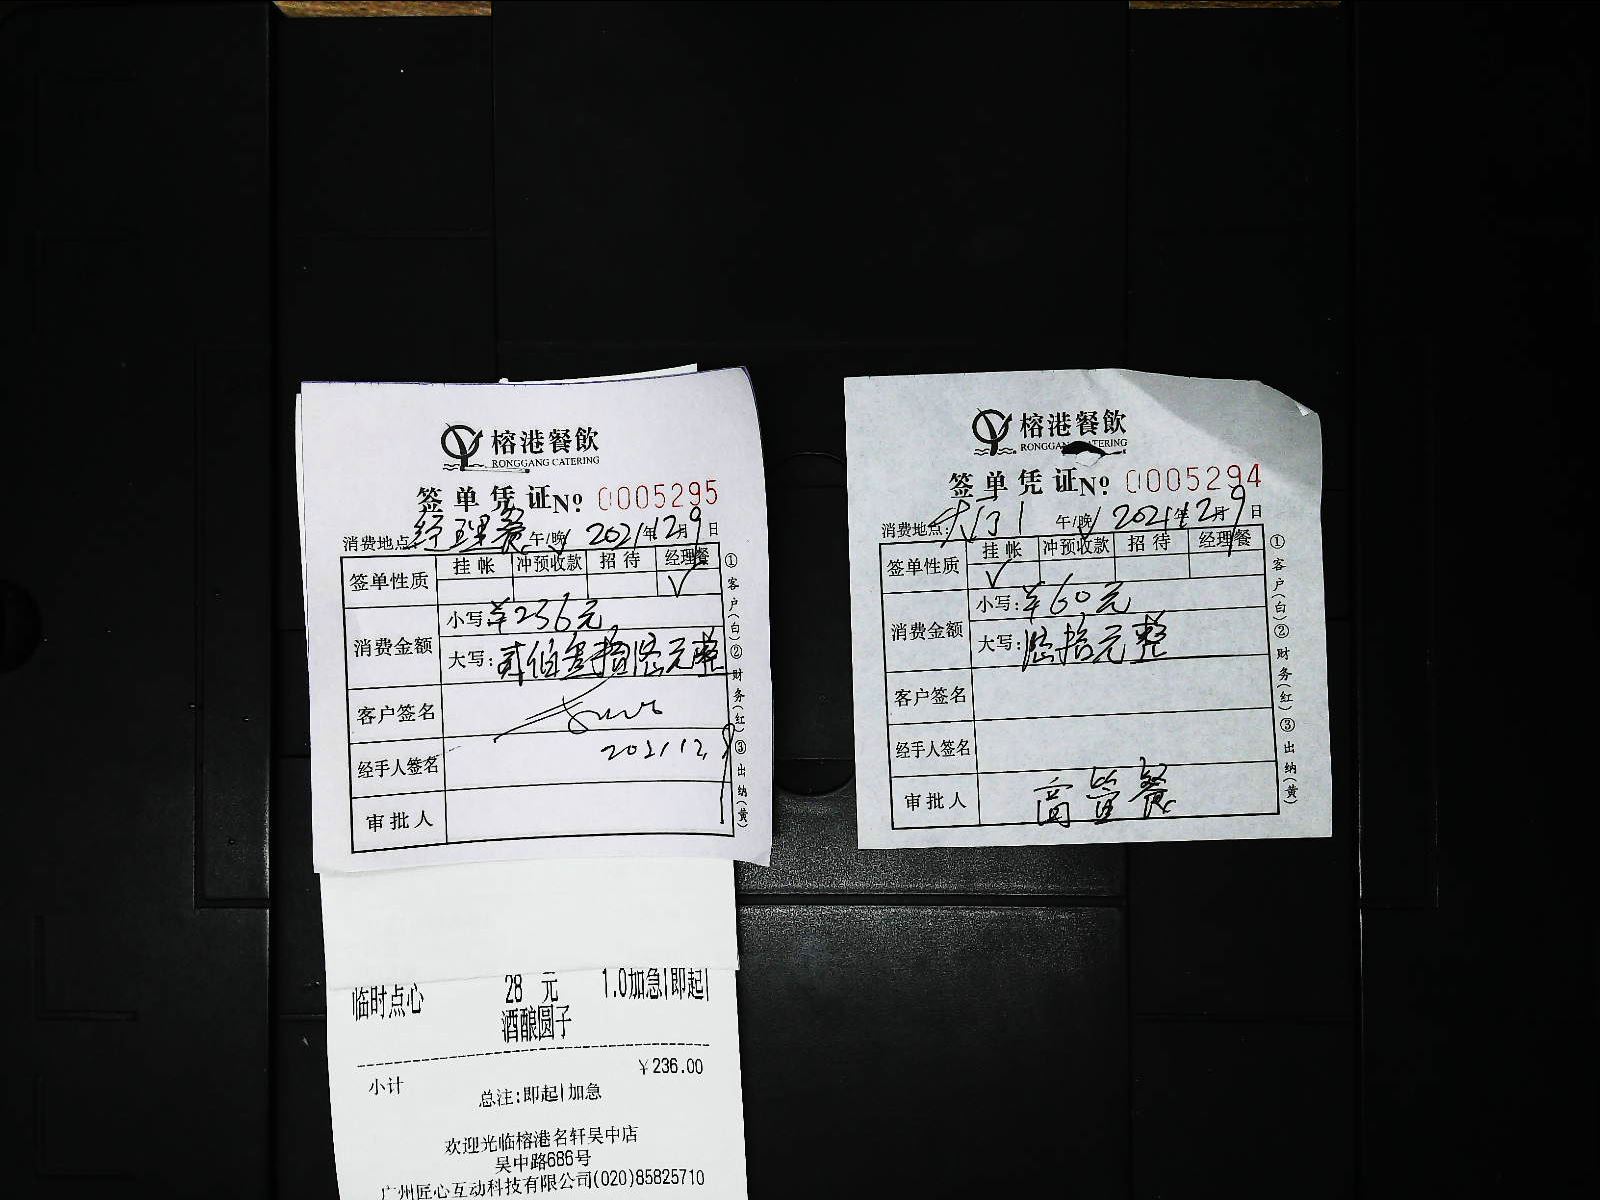 榕港餐飲
RONGGANG CATERING
签单凭证 No 0005295
消费地点: 经理餐 午/晚 2021年12月9日
签单性质 挂帐 冲预收款 招待 经理餐
√
消费金额 小写: ¥236元
大写: 贰佰叁拾陆元整
客户签名
经手人签名 2021.12.9
审批人
①客户(白)②财务(红)③出纳(黄)
临时点心 28 元 1.0加急|即起|
酒酿圆子
小计 ¥236.00
总注:即起|加急
欢迎光临榕港名轩吴中店
吴中路686号
广州匠心互动科技有限公司(020)85825710
榕港餐飲
RONGGANG CATERING
签单凭证 No 0005294
消费地点: 午/晚 2021年12月9日
签单性质 挂帐 冲预收款 招待 经理餐
√
消费金额 小写: ¥60元
大写: 陆拾元整
客户签名
经手人签名
审批人 高管餐
①客户(白)②财务(红)③出纳(黄)